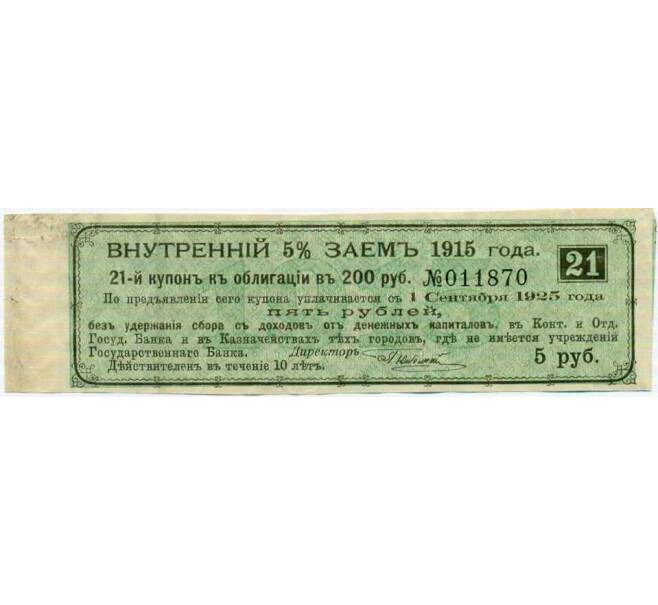 ВНУТРЕННІЙ 5% ЗАЕМЪ 1915 года. 21
21-й купонъ къ облигаціи въ 200 руб. №011870
По предъявленіи сего купона уплачивается съ 1 Сентября 1925 года
пять рублей,
безъ удержанія сбора съ доходовъ отъ денежныхъ капиталовъ, въ Конт. и Отд.
Госуд. Банка и въ Казначействахъ тѣхъ городовъ, гдѣ не имѣется учрежденій
Государственнаго Банка. Директоръ 5 руб.
Дѣйствителенъ въ теченіе 10 лѣтъ.